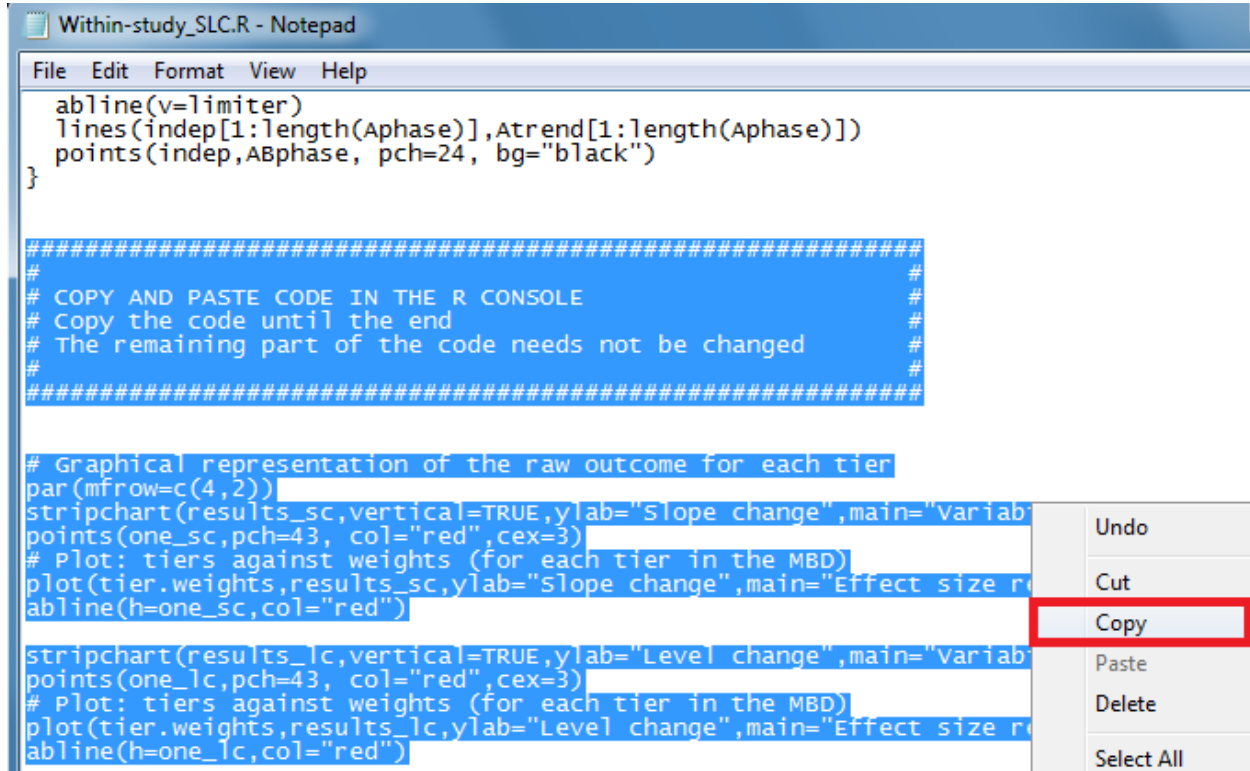 Within-study_SLC.R - Notepad
File Edit Format View Help
abline(v=limiter)
lines(indep[1:length(Aphase)],Atrend[1:length(Aphase)])
points(indep,ABphase, pch=24, bg="black")
}
#############################################################
# #
# COPY AND PASTE CODE IN THE R CONSOLE #
# Copy the code until the end #
# The remaining part of the code needs not be changed #
# #
#############################################################
# Graphical representation of the raw outcome for each tier
par(mfrow=c(4,2))
stripchart(results_sc,vertical=TRUE,ylab="Slope change",main="Variab
points(one_sc,pch=43, col="red",cex=3)
# Plot: tiers against weights (for each tier in the MBD)
plot(tier.weights,results_sc,ylab="Slope change",main="Effect size r
abline(h=one_sc,col="red")
stripchart(results_lc,vertical=TRUE,ylab="Level change",main="Variab
points(one_lc,pch=43, col="red",cex=3)
# Plot: tiers against weights (for each tier in the MBD)
plot(tier.weights,results_lc,ylab="Level change",main="Effect size r
abline(h=one_lc,col="red")
Undo
Cut
Copy
Paste
Delete
Select All